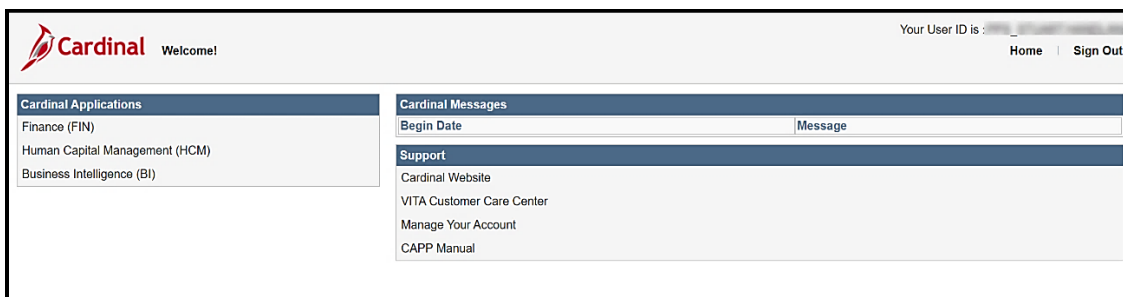 Your User ID is :
Cardinal Welcome!
Home | Sign Out
Cardinal Applications
Finance (FIN)
Human Capital Management (HCM)
Business Intelligence (BI)
Cardinal Messages
Begin Date Message
Support
Cardinal Website
VITA Customer Care Center
Manage Your Account
CAPP Manual